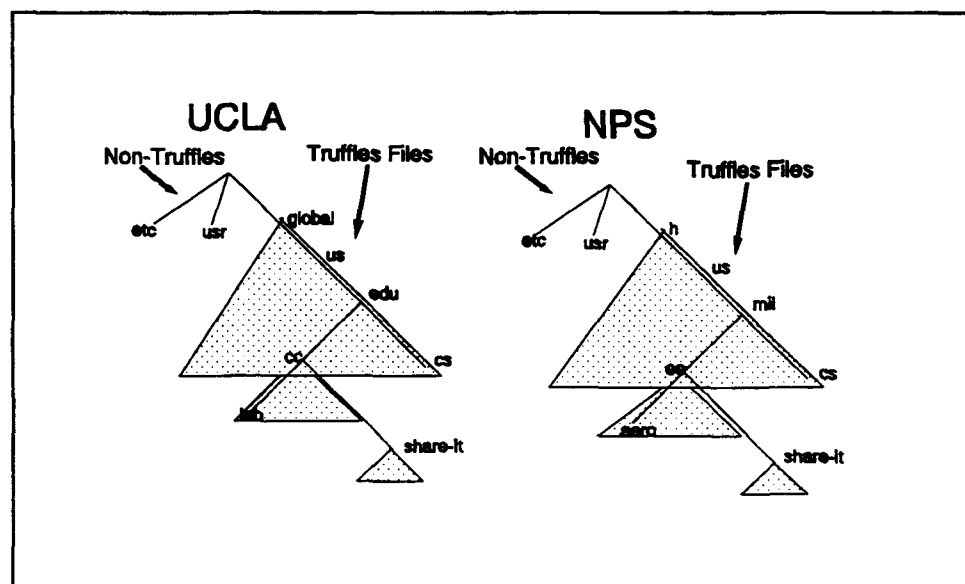 UCLA
Non-Truffles
Truffles Files
etc
usr
global
us
edu
cc
cs
share-it
NPS
Non-Truffles
Truffles Files
etc
usr
h
us
mil
cs
share-it